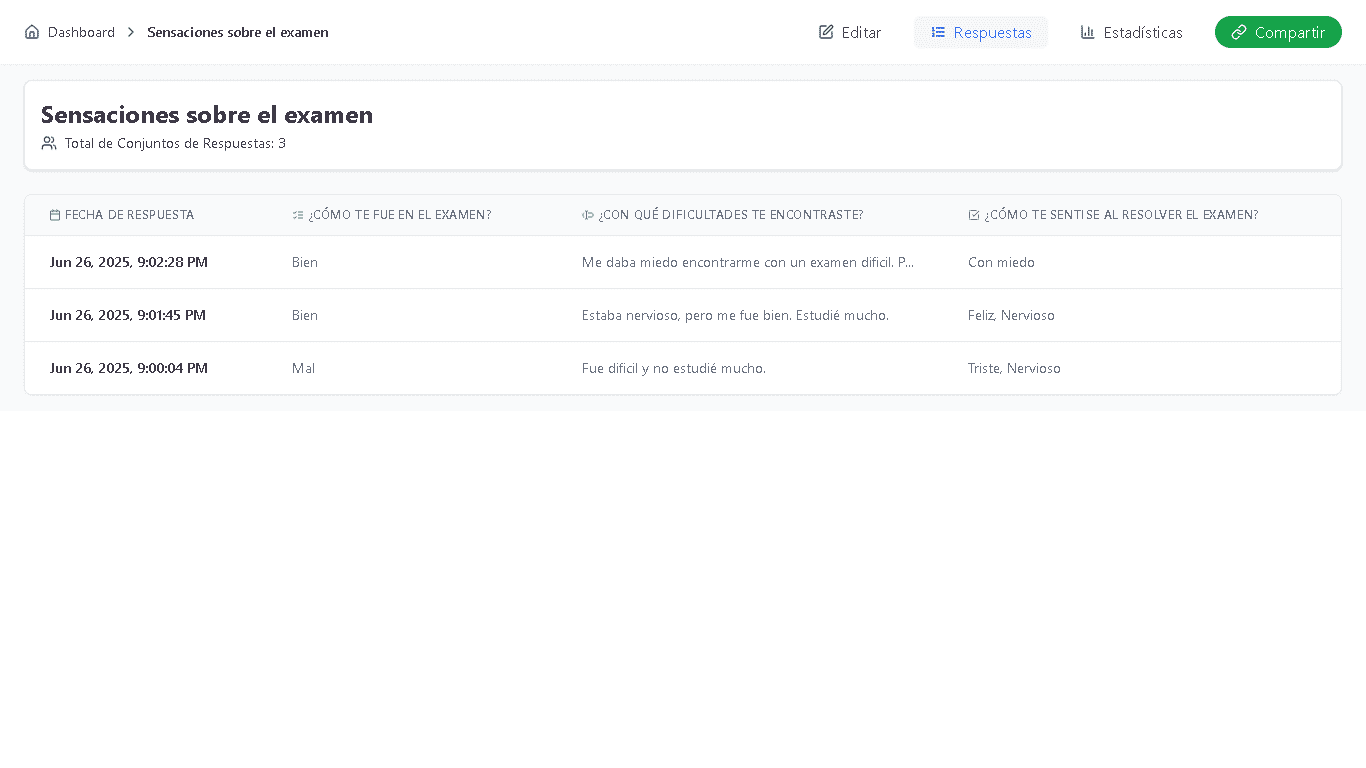 Dashboard > Sensaciones sobre el examen Editar Respuestas Estadísticas Compartir
Sensaciones sobre el examen
Total de Conjuntos de Respuestas: 3
FECHA DE RESPUESTA ¿CÓMO TE FUE EN EL EXAMEN? ¿CON QUÉ DIFICULTADES TE ENCONTRASTE? ¿CÓMO TE SENTISE AL RESOLVER EL EXAMEN?
Jun 26, 2025, 9:02:28 PM Bien Me daba miedo encontrarme con un examen dificil. P... Con miedo
Jun 26, 2025, 9:01:45 PM Bien Estaba nervioso, pero me fue bien. Estudié mucho. Feliz, Nervioso
Jun 26, 2025, 9:00:04 PM Mal Fue dificil y no estudié mucho. Triste, Nervioso